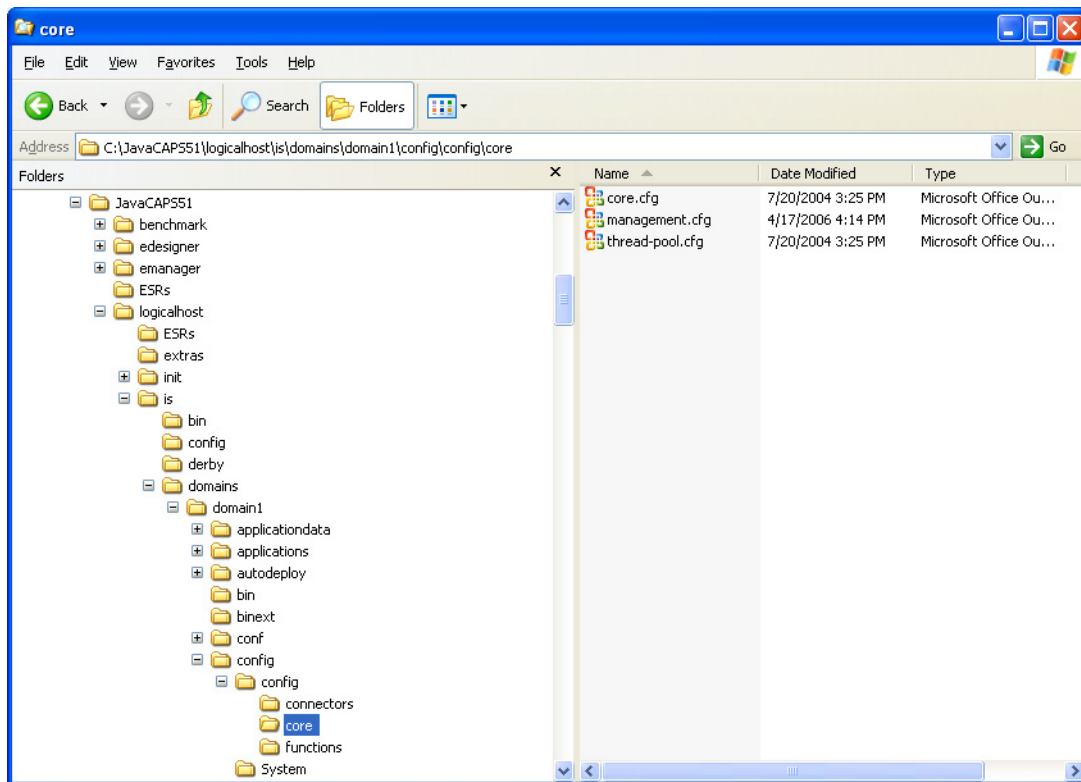 core
File Edit View Favorites Tools Help
Back Search Folders
Address C:\JavaCAPS51\logicalhost\is\domains\domain1\config\config\core Go
Folders
JavaCAPS51
benchmark
edesigner
emanager
ESRs
logicalhost
ESRs
extras
init
is
bin
config
derby
domains
domain1
applicationdata
applications
autodeploy
bin
binext
conf
config
config
connectors
core
functions
System
Name Date Modified Type
core.cfg 7/20/2004 3:25 PM Microsoft Office Ou...
management.cfg 4/17/2006 4:14 PM Microsoft Office Ou...
thread-pool.cfg 7/20/2004 3:25 PM Microsoft Office Ou...